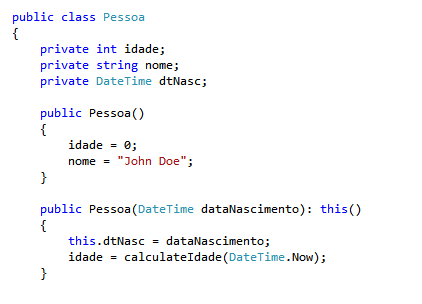 public class Pessoa
{
    private int idade;
    private string nome;
    private DateTime dtNasc;

    public Pessoa()
    {
        idade = 0;
        nome = "John Doe";
    }

    public Pessoa(DateTime dataNascimento): this()
    {
        this.dtNasc = dataNascimento;
        idade = calculateIdade(DateTime.Now);
    }